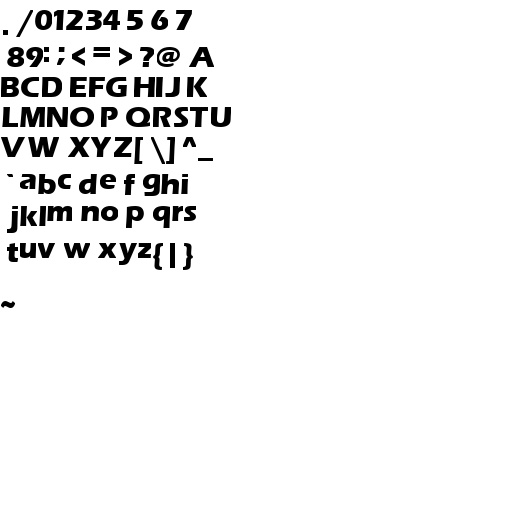 . /01234 5 6 7
89: ; < = > ?@ A
BCD EFG HIJ K
LMNO P QRSTU
VW XYZ[ \] ^_
`abc de f ghi
jklm no p qrs
tuv w xyz{ | }
~